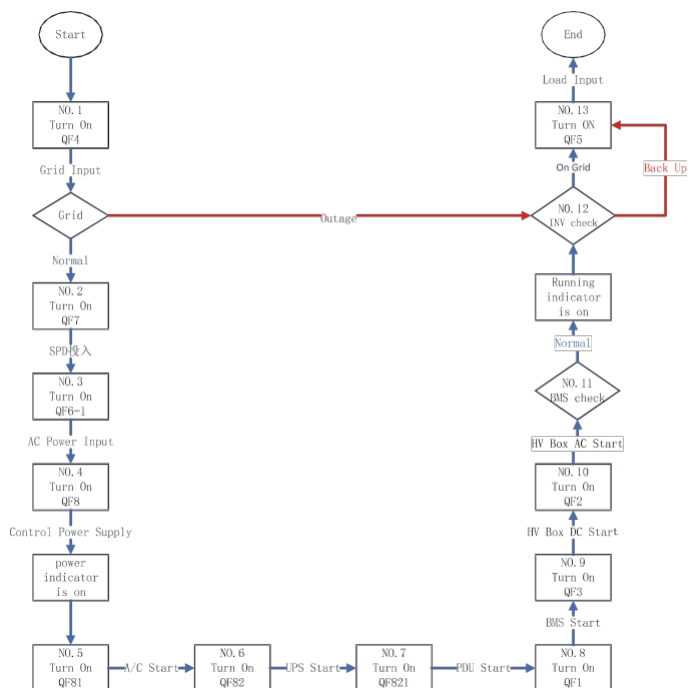 Start
NO.1
Turn On
QF4
Grid Input
Grid
Outage
Normal
NO.2
Turn On
QF7
SPD投入
NO.3
Turn On
QF6-1
AC Power Input
NO.4
Turn On
QF8
Control Power Supply
power
indicator
is on
NO.5
Turn On
QF81
A/C Start
NO.6
Turn On
QF82
UPS Start
NO.7
Turn On
QF821
PDU Start
NO.8
Turn On
QF1
BMS Start
NO.9
Turn On
QF3
HV Box DC Start
NO.10
Turn On
QF2
HV Box AC Start
NO.11
BMS check
Normal
Running
indicator
is on
NO.12
INV check
On Grid
Back Up
NO.13
Turn ON
QF5
Load Input
End